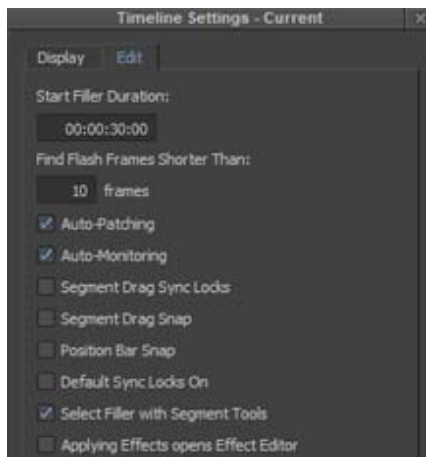 Timeline Settings - Current
Display Edit
Start Filler Duration:
00:00:30:00
Find Flash Frames Shorter Than:
10 frames
Auto-Patching
Auto-Monitoring
Segment Drag Sync Locks
Segment Drag Snap
Position Bar Snap
Default Sync Locks On
Select Filler with Segment Tools
Applying Effects opens Effect Editor